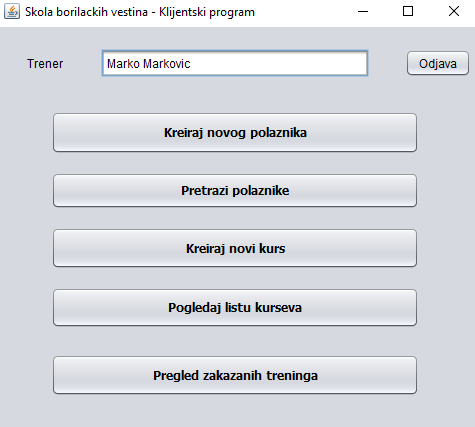 Skola borilackih vestina - Klijentski program
Trener Marko Markovic Odjava
Kreiraj novog polaznika
Pretrazi polaznike
Kreiraj novi kurs
Pogledaj listu kurseva
Pregled zakazanih treninga